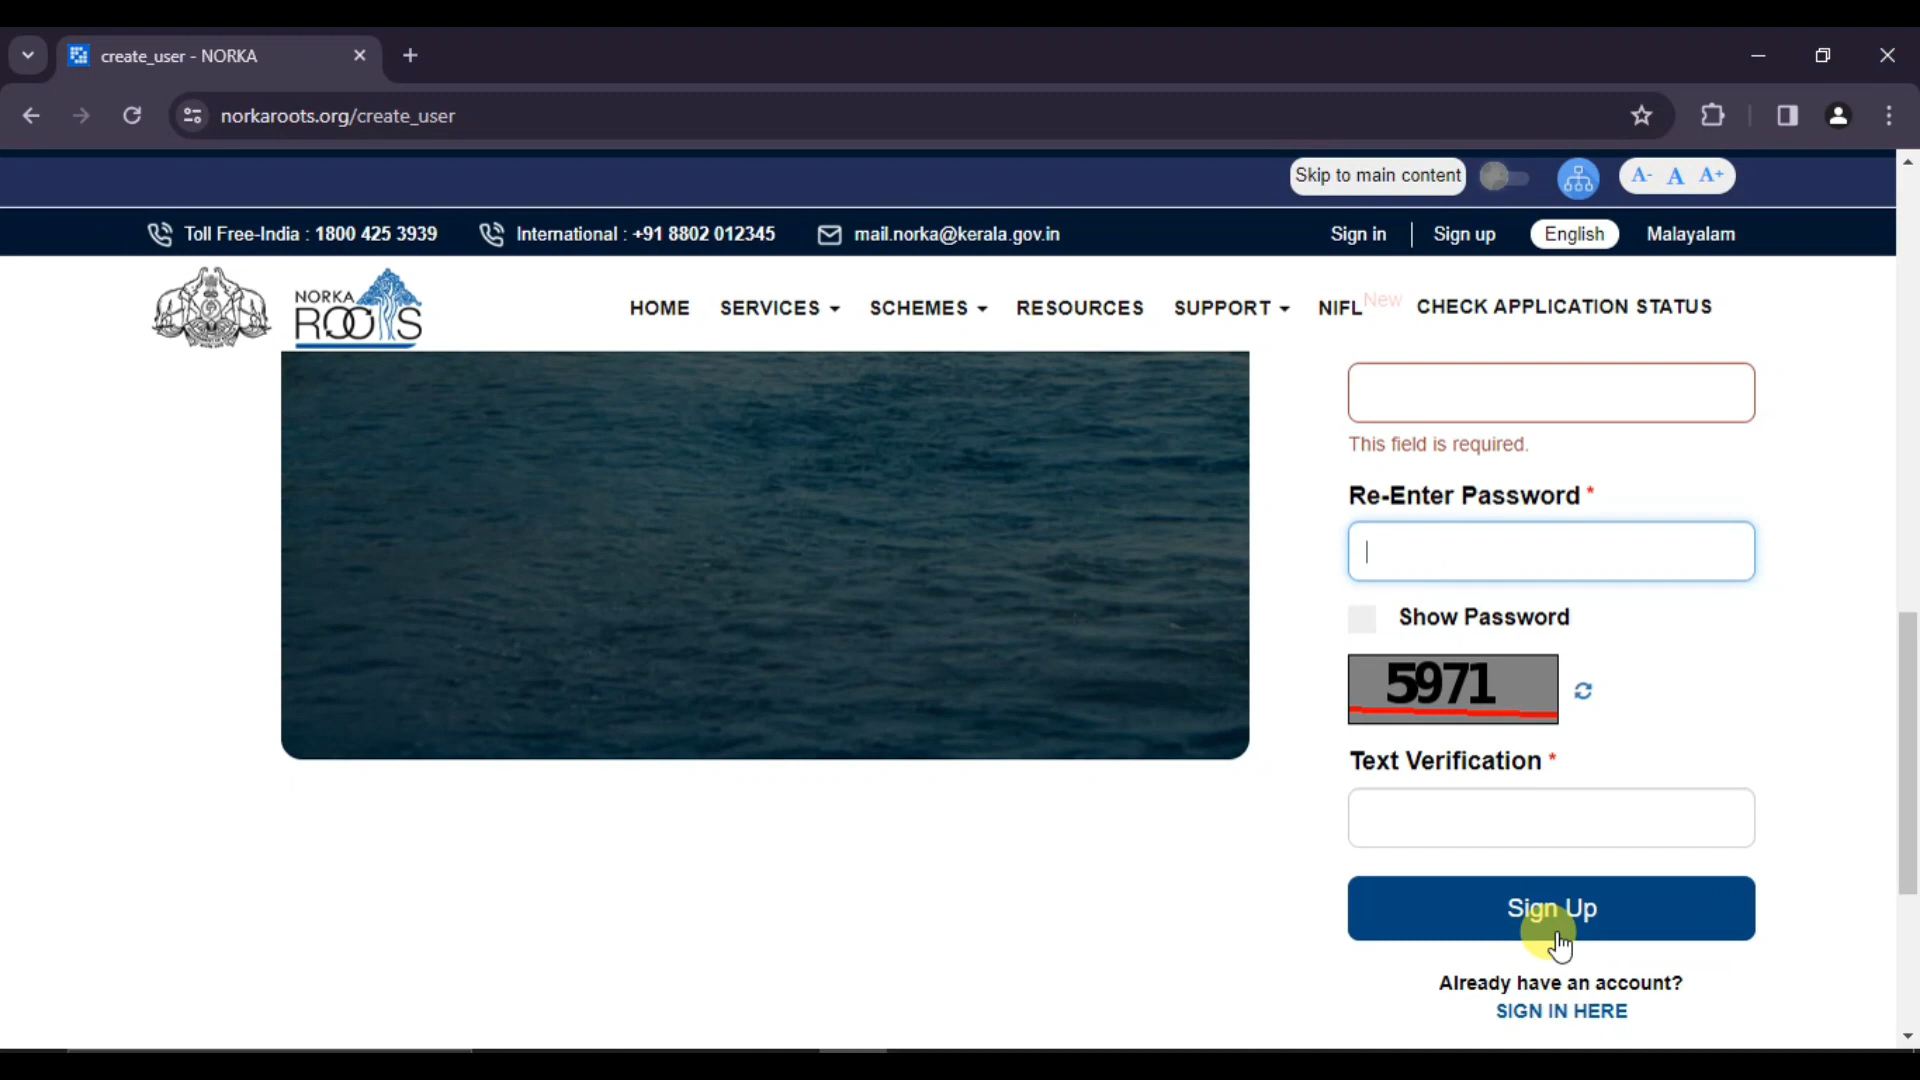 create_user - NORKA
norkaroots.org/create_user
Skip to main content
A- A A+
Toll Free-India : 1800 425 3939
International : +91 8802 012345
mail.norka@kerala.gov.in
Sign in
Sign up
English
Malayalam
NORKA
ROOTS
HOME
SERVICES
SCHEMES
RESOURCES
SUPPORT
NIFL New
CHECK APPLICATION STATUS
This field is required.
Re-Enter Password *
Show Password
5971
Text Verification *
Sign Up
Already have an account?
SIGN IN HERE